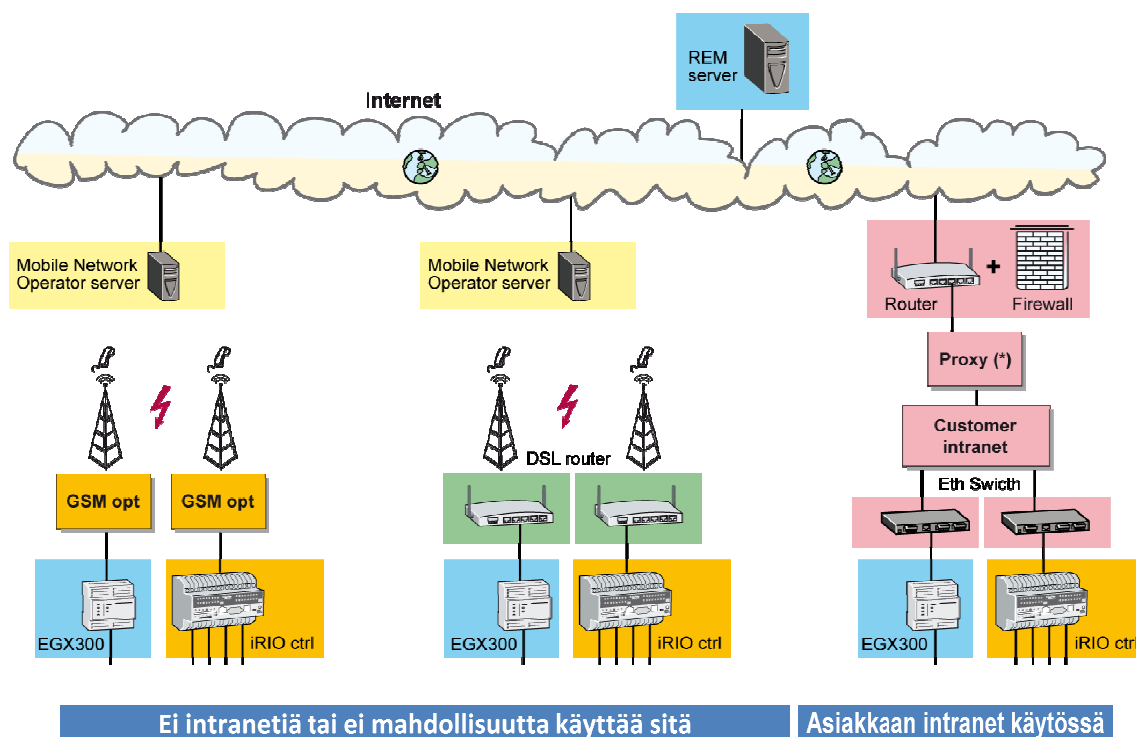 REM
server
Internet
Mobile Network
Operator server
Mobile Network
Operator server
+
Router
Firewall
Proxy (*)
Customer
intranet
DSL router
Eth Swicth
GSM opt
GSM opt
EGX300
iRIO ctrl
EGX300
iRIO ctrl
EGX300
iRIO ctrl
Ei intranetiä tai ei mahdollisuutta käyttää sitä
Asiakkaan intranet käytössä